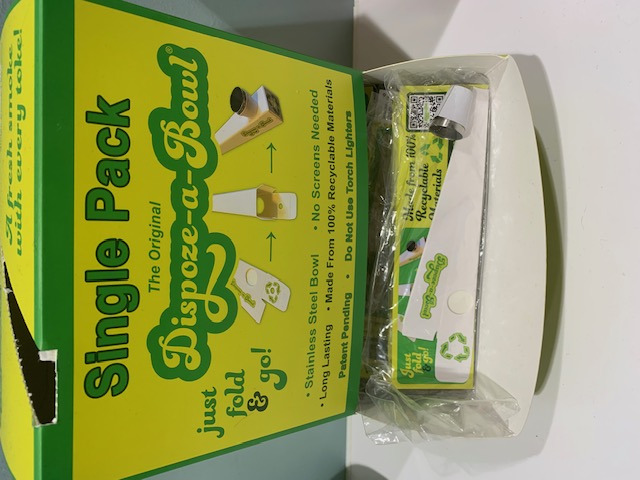 A fresh smoke
with every toke!
Single Pack
The Original
Dispoze-a-Bowl®
just
fold
& go!
• Stainless Steel Bowl • No Screens Needed
• Long Lasting • Made From 100% Recyclable Materials
Patent Pending • Do Not Use Torch Lighters
Made from 100%
Recyclable
Materials
Just
fold
& go!